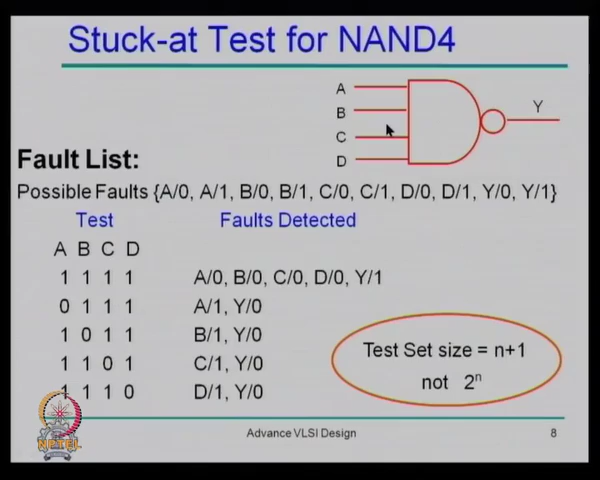 Stuck-at Test for NAND4
A
B
C
D
Y
Fault List:
Possible Faults {A/0, A/1, B/0, B/1, C/0, C/1, D/0, D/1, Y/0, Y/1}
Test Faults Detected
A B C D
1 1 1 1 A/0, B/0, C/0, D/0, Y/1
0 1 1 1 A/1, Y/0
1 0 1 1 B/1, Y/0
1 1 0 1 C/1, Y/0
1 1 1 0 D/1, Y/0
Test Set size = n+1
not 2ⁿ
NPTEL
Advance VLSI Design 8